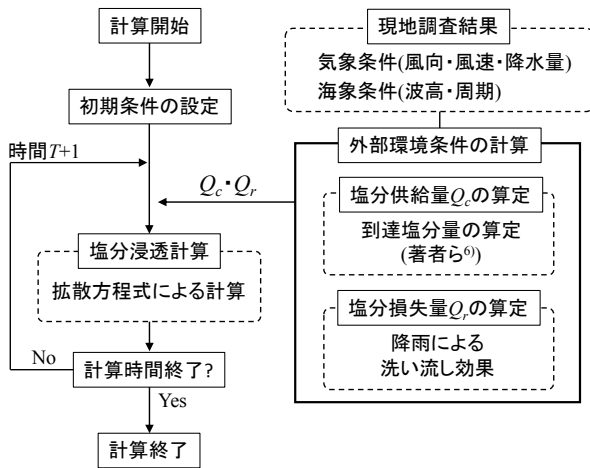 計算開始
初期条件の設定
時間T+1
Qc・Qr
塩分浸透計算
拡散方程式による計算
No
計算時間終了?
Yes
計算終了
現地調査結果
気象条件(風向・風速・降水量)
海象条件(波高・周期)
外部環境条件の計算
塩分供給量Qcの算定
到達塩分量の算定
(著者ら6))
塩分損失量Qrの算定
降雨による
洗い流し効果